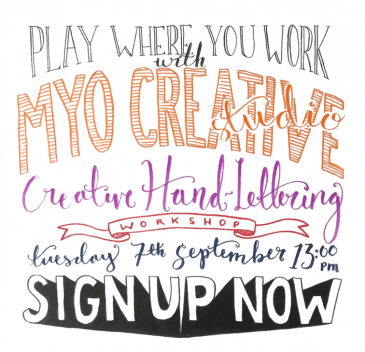 PLAY WHERE YOU WORK
with
MYO CREATIVE
studio
Creative Hand-Lettering
WORKSHOP
tuesday 7th september 13:00
pm
SIGN UP NOW